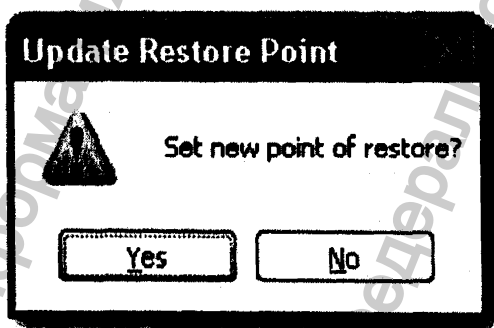 Update Restore Point
Set new point of restore?
Yes
No